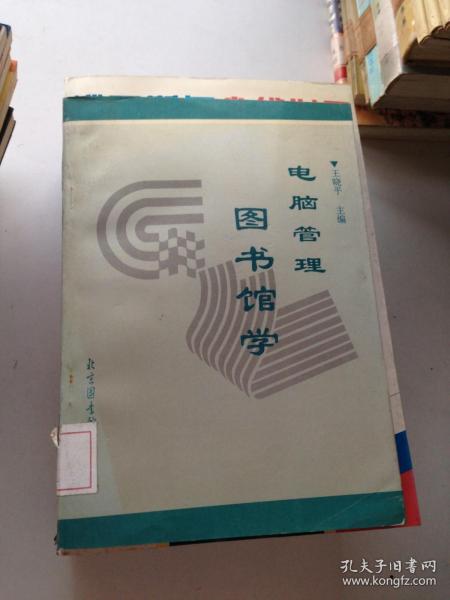 ▼王晓平 主编
电脑管理
图书馆学
北京图书
孔夫子旧书网
www.kongfz.com